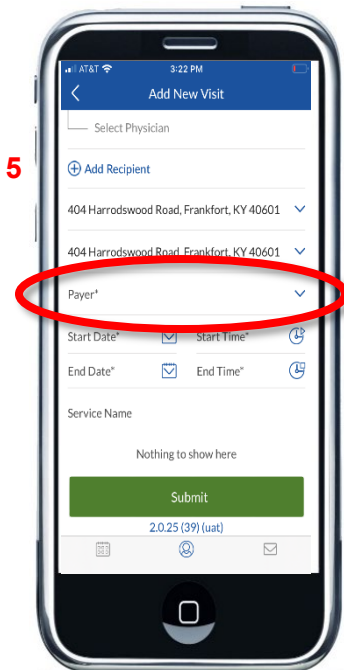 AT&T 3:22 PM
Add New Visit
Select Physician
5
Add Recipient
404 Harrodswood Road, Frankfort, KY 40601
404 Harrodswood Road, Frankfort, KY 40601
Payer*
Start Date* Start Time*
End Date* End Time*
Service Name
Nothing to show here
Submit
2.0.25 (39) (uat)